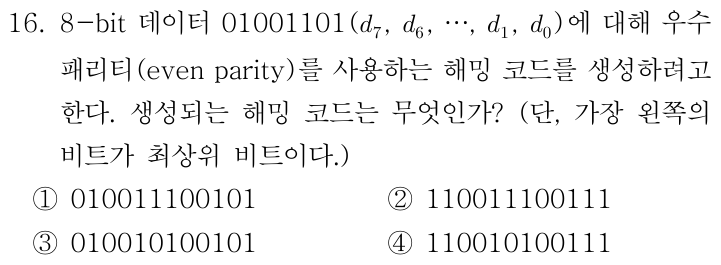 16. 8-bit 데이터 01001101(d₇, d₆, ⋯, d₁, d₀)에 대해 우수
패리티(even parity)를 사용하는 해밍 코드를 생성하려고
한다. 생성되는 해밍 코드는 무엇인가? (단, 가장 왼쪽의
비트가 최상위 비트이다.)
① 010011100101 ② 110011100111
③ 010010100101 ④ 110010100111